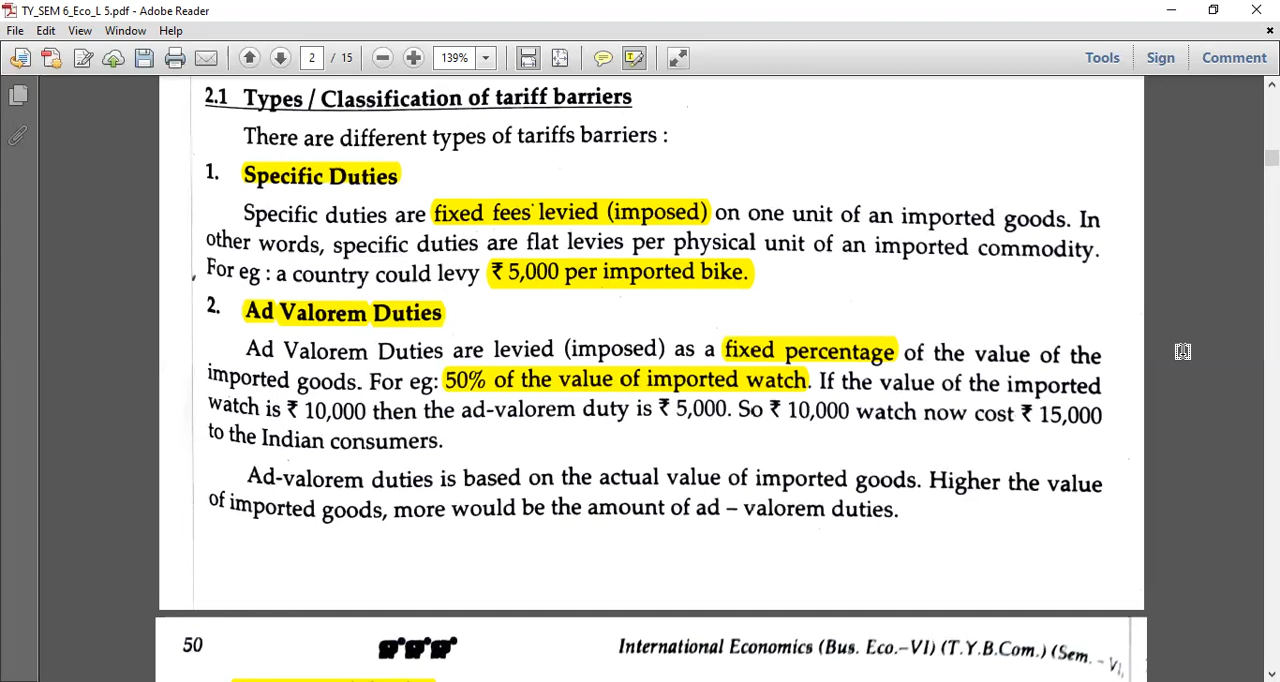 TY_SEM 6_Eco_L 5.pdf - Adobe Reader
File Edit View Window Help
2 / 15 139% Tools Sign Comment
2.1 Types / Classification of tariff barriers
There are different types of tariffs barriers :
1. Specific Duties
Specific duties are fixed fees levied (imposed) on one unit of an imported goods. In
other words, specific duties are flat levies per physical unit of an imported commodity.
For eg : a country could levy ₹ 5,000 per imported bike.
2. Ad Valorem Duties
Ad Valorem Duties are levied (imposed) as a fixed percentage of the value of the
imported goods. For eg: 50% of the value of imported watch. If the value of the imported
watch is ₹ 10,000 then the ad-valorem duty is ₹ 5,000. So ₹ 10,000 watch now cost ₹ 15,000
to the Indian consumers.
Ad-valorem duties is based on the actual value of imported goods. Higher the value
of imported goods, more would be the amount of ad – valorem duties.
50 International Economics (Bus. Eco.-VI) (T.Y.B.Com.) (Sem. - VI,